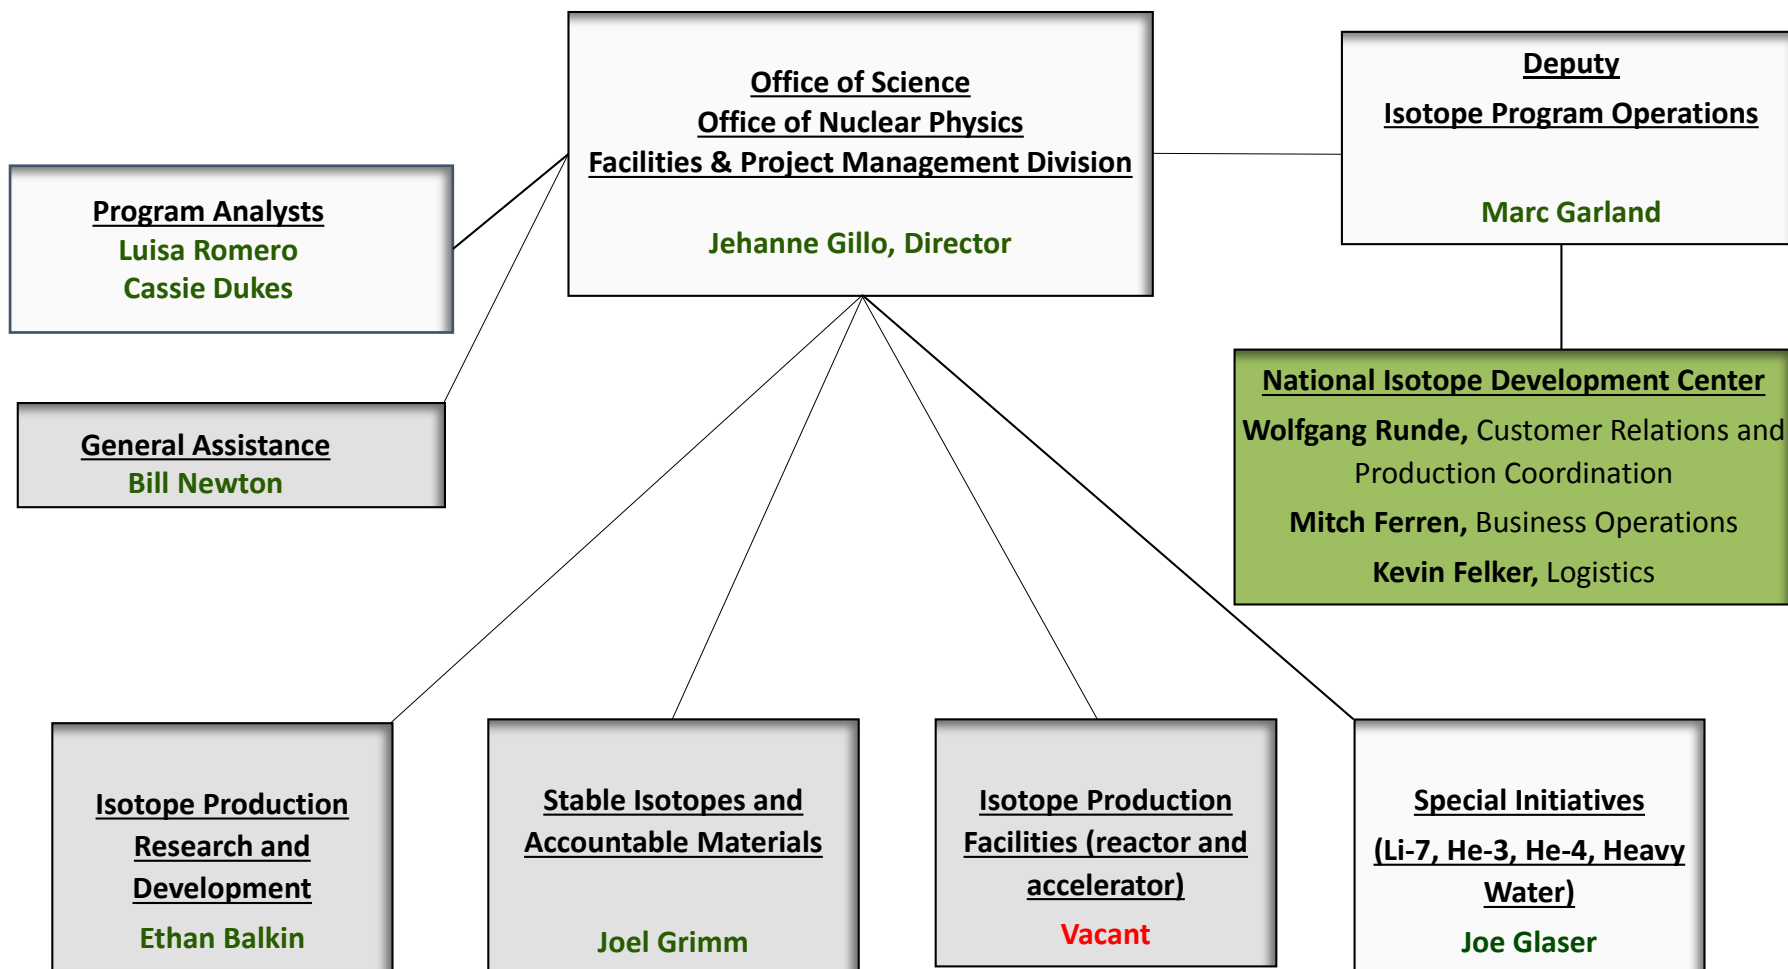 Office of Science
Office of Nuclear Physics
Facilities & Project Management Division
Jehanne Gillo, Director
Deputy
Isotope Program Operations
Marc Garland
Program Analysts
Luisa Romero
Cassie Dukes
General Assistance
Bill Newton
National Isotope Development Center
Wolfgang Runde, Customer Relations and
Production Coordination
Mitch Ferren, Business Operations
Kevin Felker, Logistics
Isotope Production
Research and
Development
Ethan Balkin
Stable Isotopes and
Accountable Materials
Joel Grimm
Isotope Production
Facilities (reactor and
accelerator)
Vacant
Special Initiatives
(Li-7, He-3, He-4, Heavy
Water)
Joe Glaser